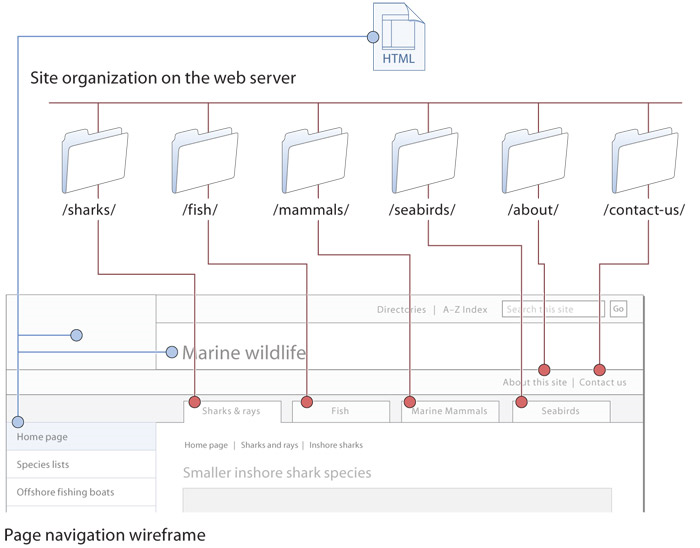 HTML
Site organization on the web server
/sharks/ /fish/ /mammals/ /seabirds/ /about/ /contact-us/
Directories | A–Z Index Search this site Go
Marine wildlife
About this site | Contact us
Sharks & rays Fish Marine Mammals Seabirds
Home page
Home page | Sharks and rays | Inshore sharks
Species lists
Smaller inshore shark species
Offshore fishing boats
Page navigation wireframe